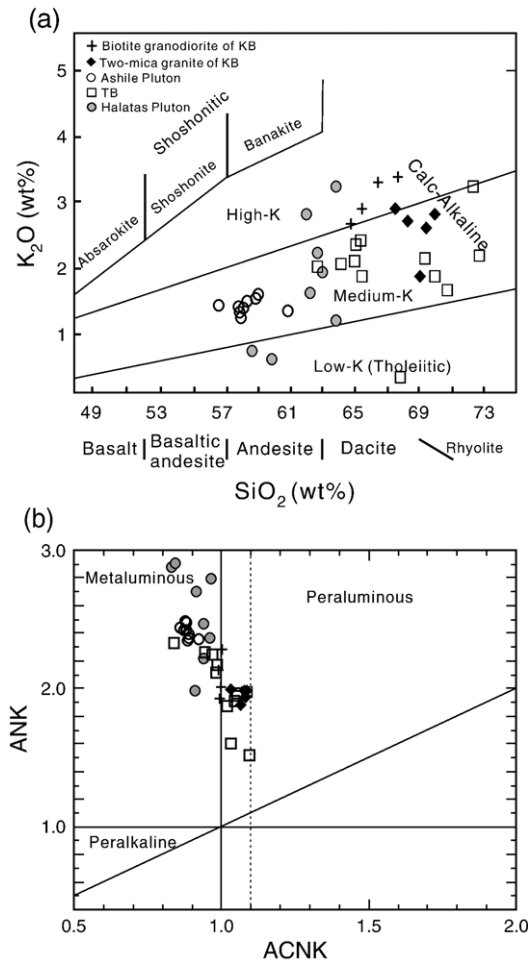 (a)
Biotite granodiorite of KB
Two-mica granite of KB
Ashile Pluton
TB
Halatas Pluton
5
4
3
2
1
K2O (wt%)
Absarokite
Shoshonite
Shoshonitic
Banakite
High-K
Calc-Alkaline
Medium-K
Low-K (Tholeiitic)
49 53 57 61 65 69 73
Basalt Basaltic andesite Andesite Dacite Rhyolite
SiO2 (wt%)
(b)
3.0
2.0
1.0
ANK
Metaluminous
Peraluminous
Peralkaline
0.5 1.0 1.5 2.0
ACNK